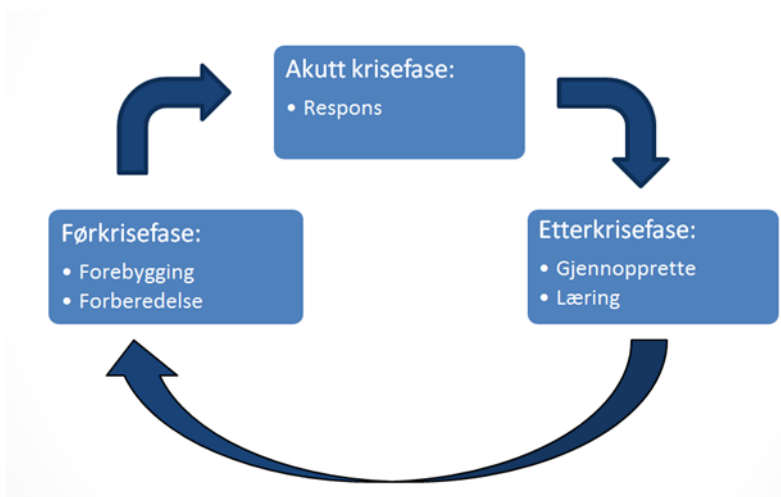 Akutt krisefase:
• Respons
Førkrisefase:
• Forebygging
• Forberedelse
Etterkrisefase:
• Gjennopprette
• Læring